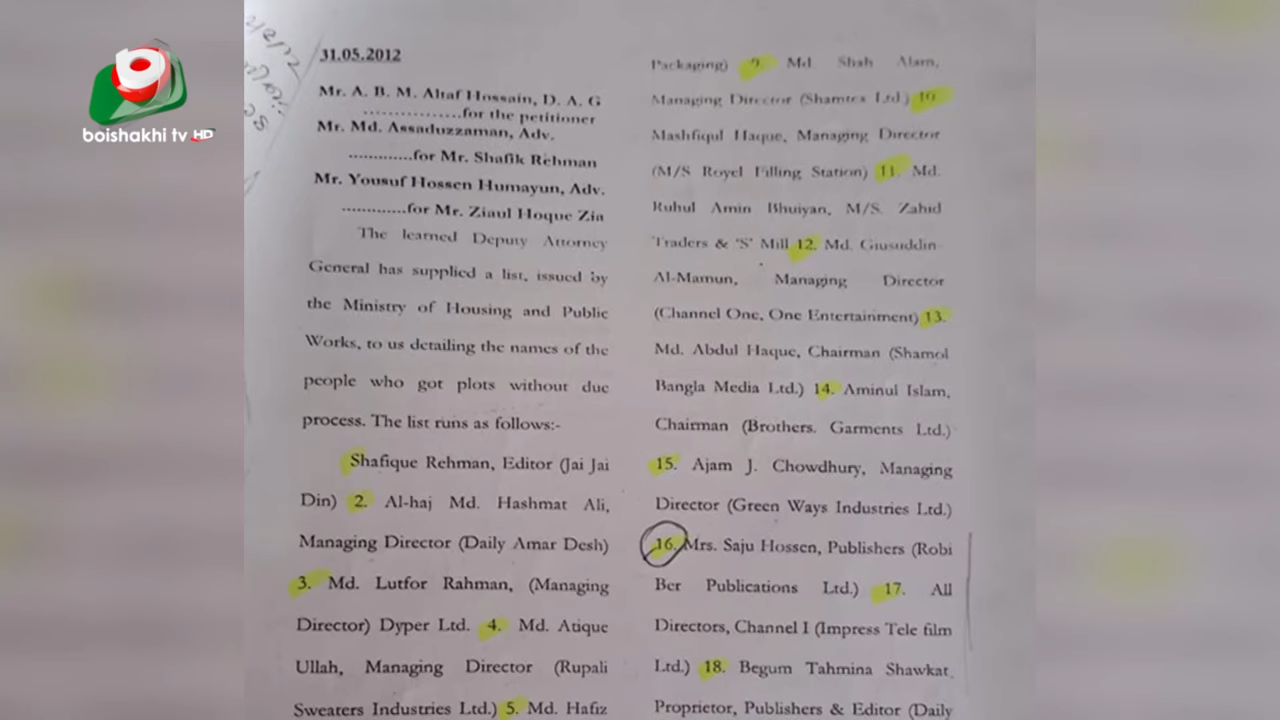 boishakhi tv HD
31.05.2012
Mr. A. B. M. Altaf Hossain, D. A. G
................for the petitioner
Mr. Md. Assaduzzaman, Adv.
............for Mr. Shafik Rehman
Mr. Yousuf Hossen Humayun, Adv.
............for Mr. Ziaul Hoque Zia
The learned Deputy Attorney
General has supplied a list, issued by
the Ministry of Housing and Public
Works, to us detailing the names of the
people who got plots without due
process. The list runs as follows:-
Shafique Rehman, Editor (Jai Jai
Din) 2. Al-haj Md. Hashmat Ali,
Managing Director (Daily Amar Desh)
3. Md. Lutfor Rahman, (Managing
Director) Dyper Ltd. 4. Md. Atique
Ullah, Managing Director (Rupali
Sweaters Industries Ltd.) 5. Md. Hafiz
Packaging) 9. Md. Shah Alam,
Managing Director (Shamtex Ltd.) 10.
Mashfiqul Haque, Managing Director
(M/S Royel Filling Station) 11. Md.
Ruhul Amin Bhuiyan, M/S. Zahid
Traders & 'S' Mill 12. Md. Giusuddin
Al-Mamun, Managing Director
(Channel One, One Entertainment) 13.
Md. Abdul Haque, Chairman (Shamol
Bangla Media Ltd.) 14. Aminul Islam,
Chairman (Brothers. Garments Ltd.)
15. Ajam J. Chowdhury, Managing
Director (Green Ways Industries Ltd.)
16. Mrs. Saju Hossen, Publishers (Robi
Ber Publications Ltd.) 17. All
Directors, Channel I (Impress Tele film
Ltd.) 18. Begum Tahmina Shawkat,
Proprietor, Publishers & Editor (Daily